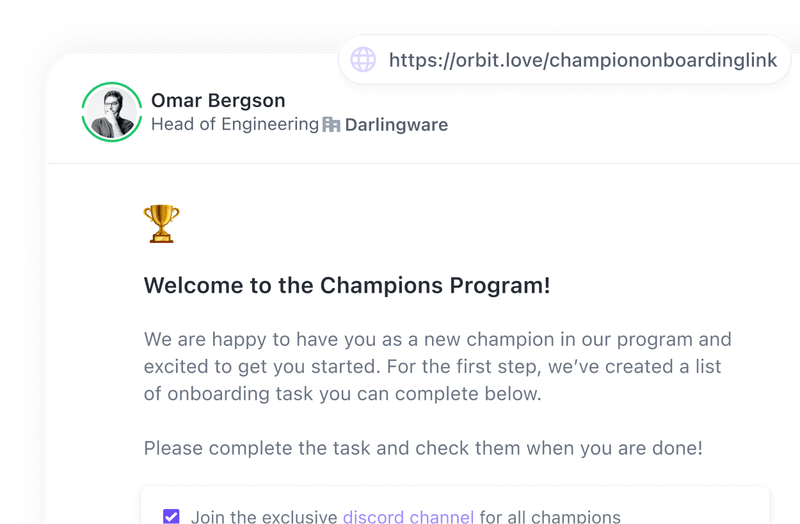 https://orbit.love/championonboardinglink
Omar Bergson
Head of Engineering Darlingware
Welcome to the Champions Program!
We are happy to have you as a new champion in our program and
excited to get you started. For the first step, we’ve created a list
of onboarding task you can complete below.
Please complete the task and check them when you are done!
Join the exclusive discord channel for all champions